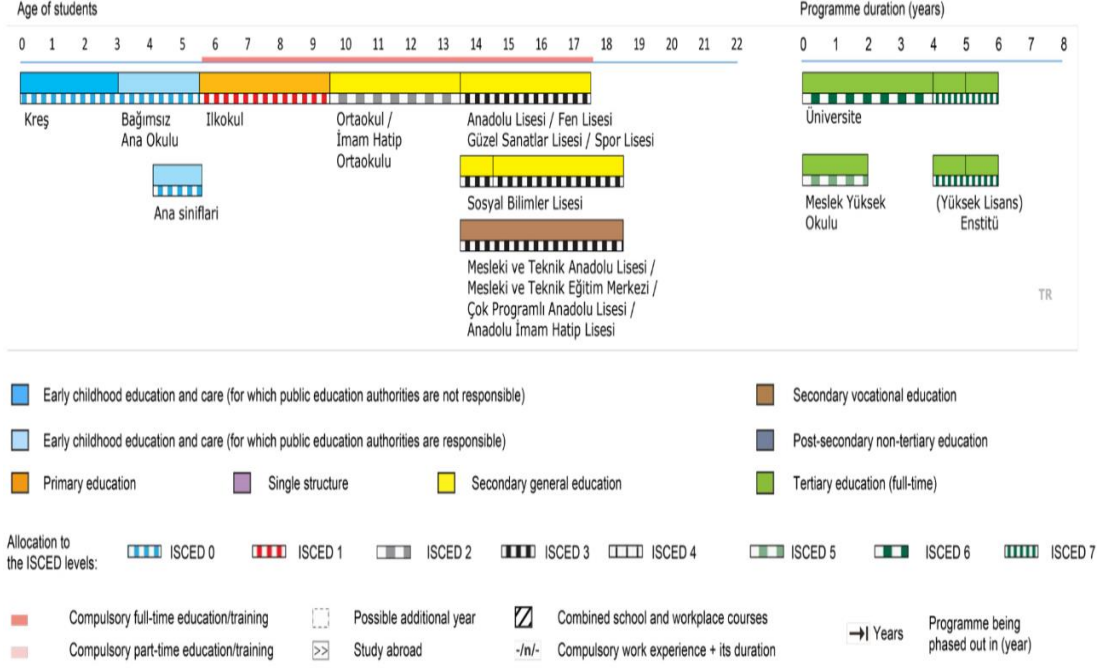 Age of students
Programme duration (years)
0 1 2 3 4 5 6 7 8 9 10 11 12 13 14 15 16 17 18 19 20 21 22
0 1 2 3 4 5 6 7 8
Kreş
Bağımsız
Ana Okulu
Ilkokul
Ortaokul /
İmam Hatip
Ortaokulu
Anadolu Lisesi / Fen Lisesi
Güzel Sanatlar Lisesi / Spor Lisesi
Üniversite
Ana siniflari
Sosyal Bilimler Lisesi
Meslek Yüksek
Okulu
(Yüksek Lisans)
Enstitü
Mesleki ve Teknik Anadolu Lisesi /
Mesleki ve Teknik Eğitim Merkezi /
Çok Programlı Anadolu Lisesi /
Anadolu İmam Hatip Lisesi
TR
Early childhood education and care (for which public education authorities are not responsible)
Secondary vocational education
Early childhood education and care (for which public education authorities are responsible)
Post-secondary non-tertiary education
Primary education
Single structure
Secondary general education
Tertiary education (full-time)
Allocation to
the ISCED levels:
ISCED 0
ISCED 1
ISCED 2
ISCED 3
ISCED 4
ISCED 5
ISCED 6
ISCED 7
Compulsory full-time education/training
Possible additional year
Combined school and workplace courses
Compulsory part-time education/training
>> Study abroad
-/n/- Compulsory work experience + its duration
Years
Programme being
phased out in (year)